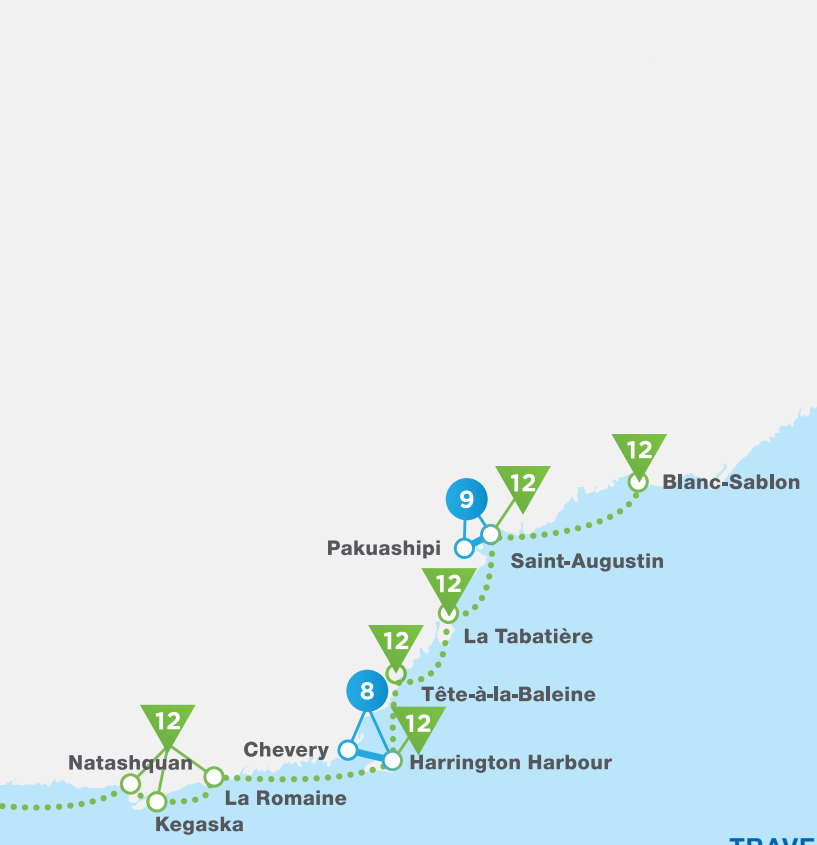 12
Blanc-Sablon
12
9
Pakuashipi
Saint-Augustin
12
La Tabatière
12
8
Tête-à-la-Baleine
12
12
Chevery
Natashquan
Harrington Harbour
La Romaine
Kegaska